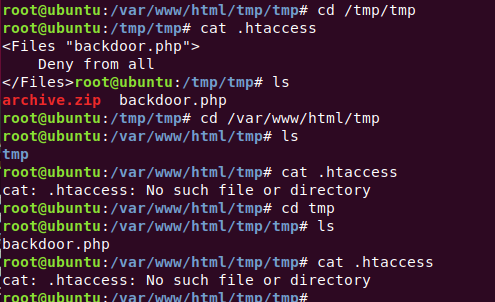 root@ubuntu:/var/www/html/tmp/tmp# cd /tmp/tmp
root@ubuntu:/tmp/tmp# cat .htaccess
<Files "backdoor.php">
    Deny from all
</Files>root@ubuntu:/tmp/tmp# ls
archive.zip  backdoor.php
root@ubuntu:/tmp/tmp# cd /var/www/html/tmp
root@ubuntu:/var/www/html/tmp# ls
tmp
root@ubuntu:/var/www/html/tmp# cat .htaccess
cat: .htaccess: No such file or directory
root@ubuntu:/var/www/html/tmp# cd tmp
root@ubuntu:/var/www/html/tmp/tmp# ls
backdoor.php
root@ubuntu:/var/www/html/tmp/tmp# cat .htaccess
cat: .htaccess: No such file or directory
root@ubuntu:/var/www/html/tmp/tmp#